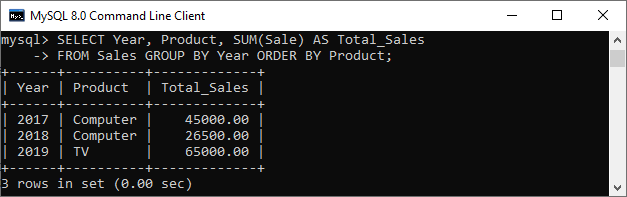 MySQL 8.0 Command Line Client
mysql> SELECT Year, Product, SUM(Sale) AS Total_Sales
    -> FROM Sales GROUP BY Year ORDER BY Product;
+------+----------+-------------+
| Year | Product  | Total_Sales |
+------+----------+-------------+
| 2017 | Computer |    45000.00 |
| 2018 | Computer |    26500.00 |
| 2019 | TV       |    65000.00 |
+------+----------+-------------+
3 rows in set (0.00 sec)